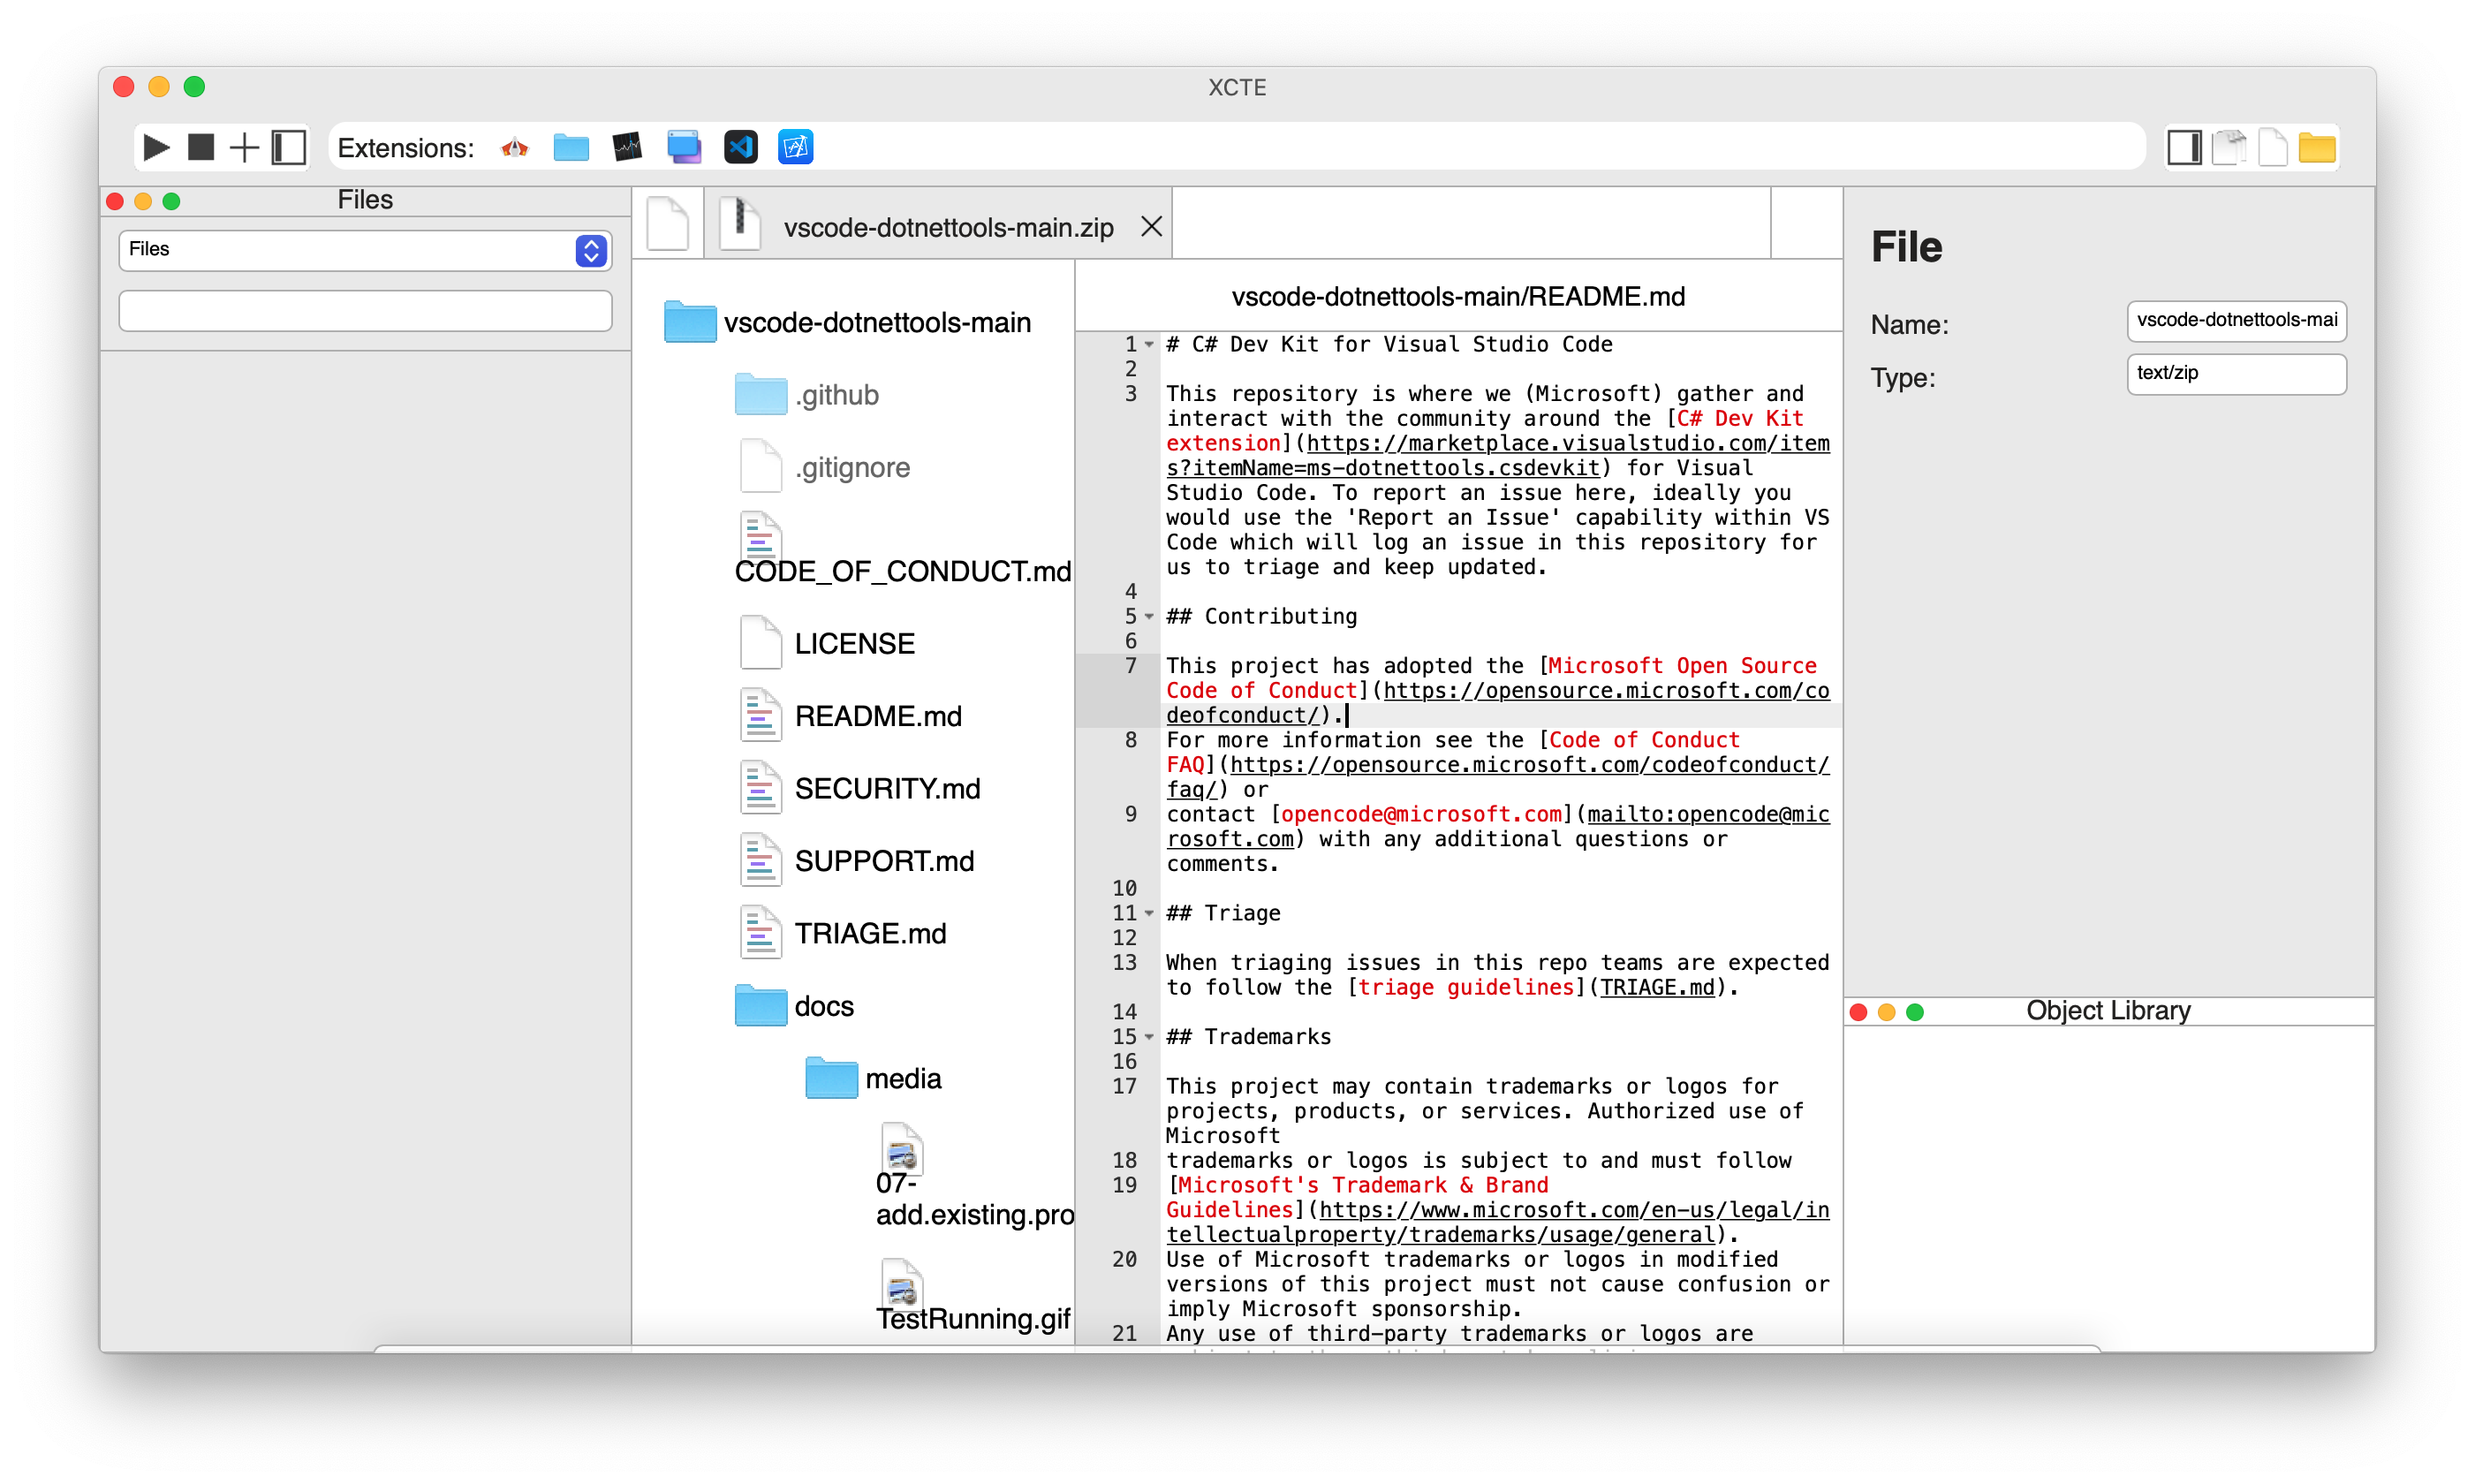 XCTE
Extensions:
Files
Files
vscode-dotnettools-main.zip
vscode-dotnettools-main
.github
.gitignore
CODE_OF_CONDUCT.md
LICENSE
README.md
SECURITY.md
SUPPORT.md
TRIAGE.md
docs
media
07-
add.existing.pro
TestRunning.gif
vscode-dotnettools-main/README.md
1 # C# Dev Kit for Visual Studio Code
2
3 This repository is where we (Microsoft) gather and
interact with the community around the [C# Dev Kit
extension](https://marketplace.visualstudio.com/item
s?itemName=ms-dotnettools.csdevkit) for Visual
Studio Code. To report an issue here, ideally you
would use the 'Report an Issue' capability within VS
Code which will log an issue in this repository for
us to triage and keep updated.
4
5 ## Contributing
6
7 This project has adopted the [Microsoft Open Source
Code of Conduct](https://opensource.microsoft.com/co
deofconduct/).
8 For more information see the [Code of Conduct
FAQ](https://opensource.microsoft.com/codeofconduct/
faq/) or
9 contact [opencode@microsoft.com](mailto:opencode@mic
rosoft.com) with any additional questions or
comments.
10
11 ## Triage
12
13 When triaging issues in this repo teams are expected
to follow the [triage guidelines](TRIAGE.md).
14
15 ## Trademarks
16
17 This project may contain trademarks or logos for
projects, products, or services. Authorized use of
Microsoft
18 trademarks or logos is subject to and must follow
19 [Microsoft's Trademark & Brand
Guidelines](https://www.microsoft.com/en-us/legal/in
tellectualproperty/trademarks/usage/general).
20 Use of Microsoft trademarks or logos in modified
versions of this project must not cause confusion or
imply Microsoft sponsorship.
21 Any use of third-party trademarks or logos are
File
Name: vscode-dotnettools-mai
Type: text/zip
Object Library